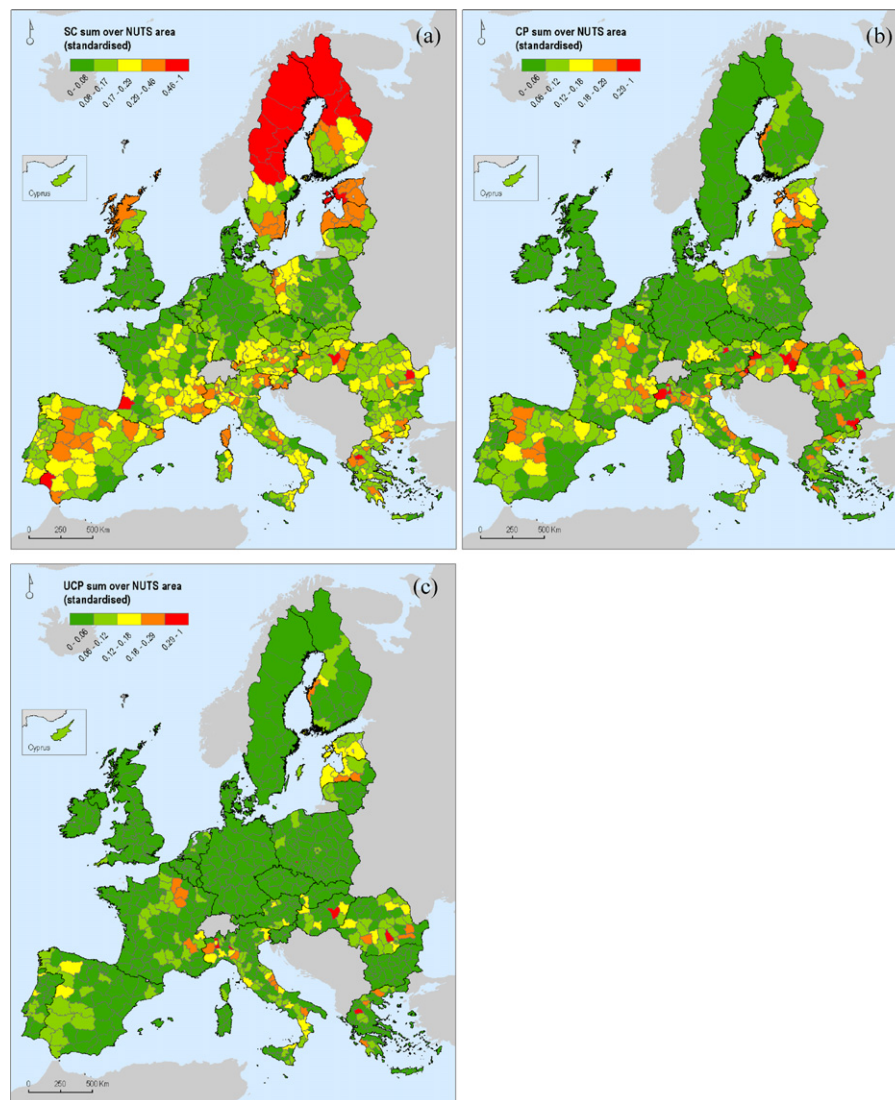 SC sum over NUTS area
(standardised)
(a)
0 - 0.06
0.06 - 0.17
0.17 - 0.29
0.29 - 0.46
0.46 - 1
Cyprus
0 250 500 Km
CP sum over NUTS area
(standardised)
(b)
0 - 0.06
0.06 - 0.12
0.12 - 0.18
0.18 - 0.29
0.29 - 1
Cyprus
0 250 500 Km
UCP sum over NUTS area
(standardised)
(c)
0 - 0.06
0.06 - 0.12
0.12 - 0.18
0.18 - 0.29
0.29 - 1
Cyprus
0 250 500 Km